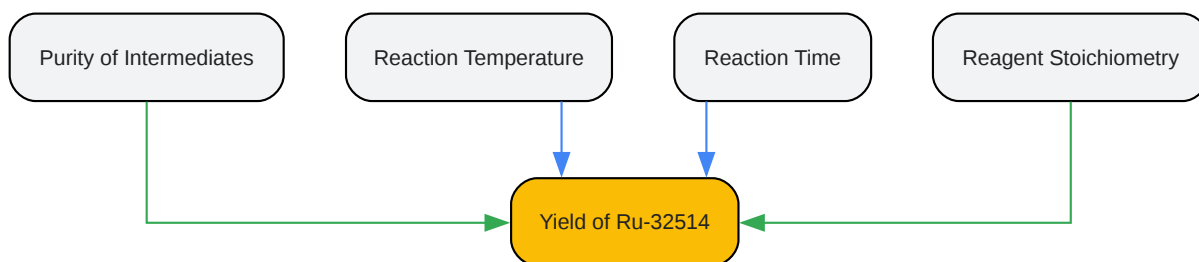 Purity of Intermediates
Reaction Temperature
Reaction Time
Reagent Stoichiometry
Yield of Ru-32514